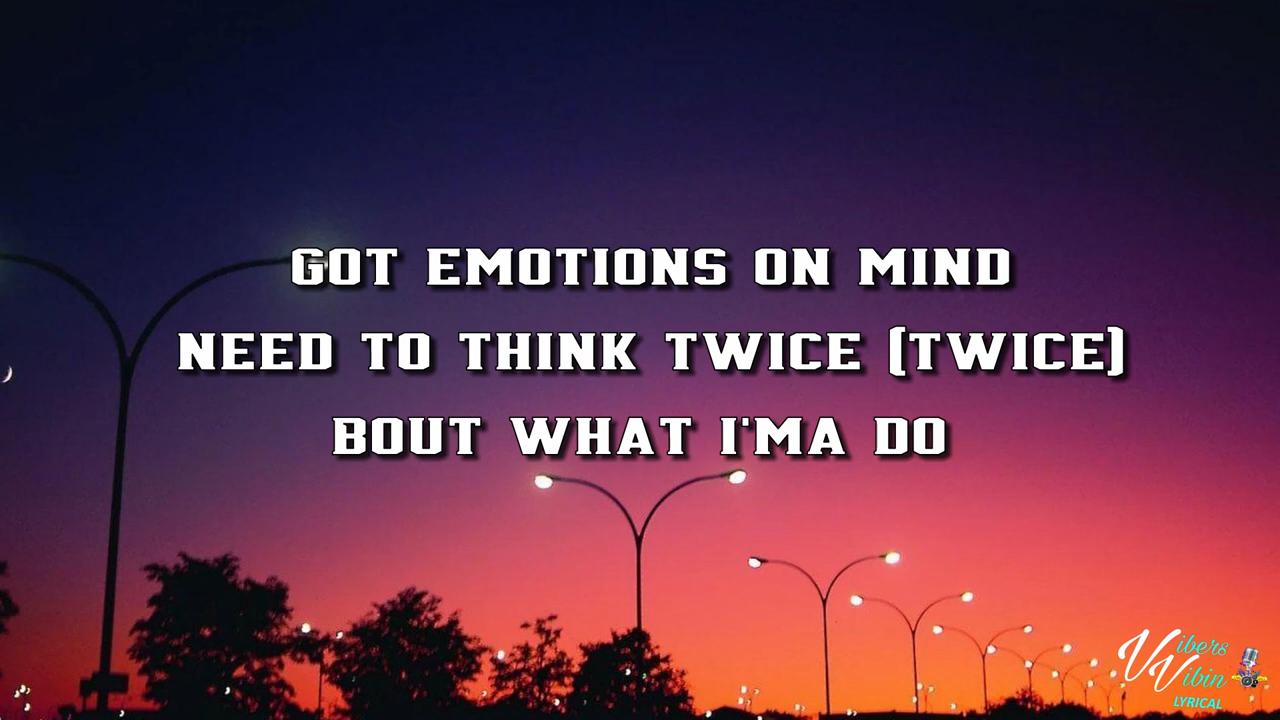 GOT EMOTIONS ON MIND
NEED TO THINK TWICE (TWICE)
BOUT WHAT I'MA DO
Vibers
Vibin
LYRICAL